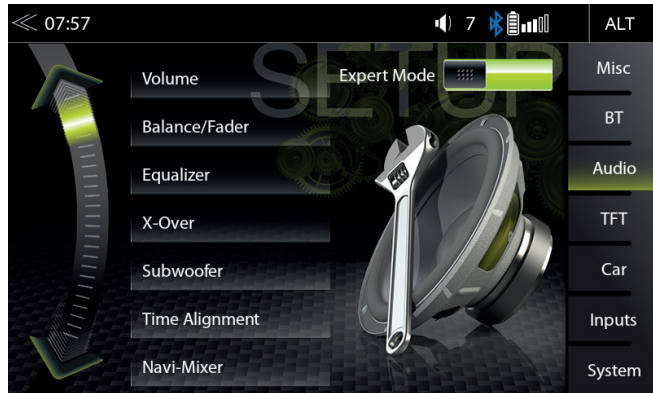 07:57 7 ALT
SETUP
Expert Mode
Volume
Balance/Fader
Equalizer
X-Over
Subwoofer
Time Alignment
Navi-Mixer
Misc
BT
Audio
TFT
Car
Inputs
System